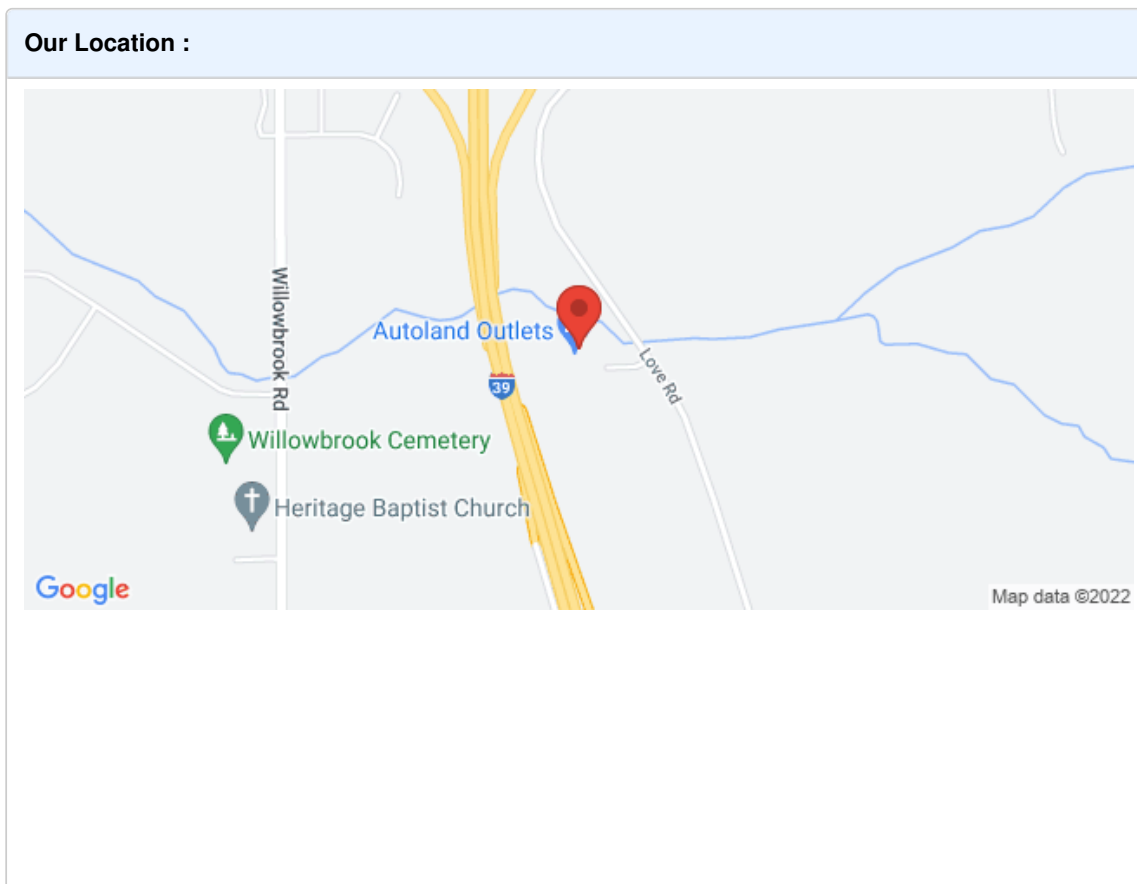 Our Location :
Willowbrook Rd
Autoland Outlets
39
Love Rd
Willowbrook Cemetery
Heritage Baptist Church
Google
Map data ©2022